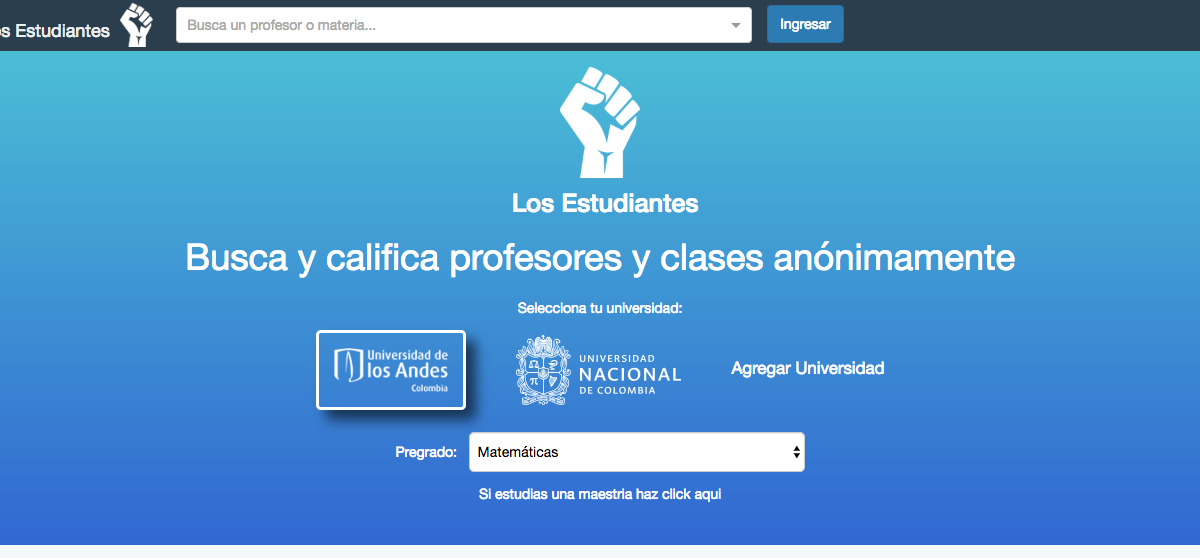 s Estudiantes
Busca un profesor o materia...
Ingresar
Los Estudiantes
Busca y califica profesores y clases anónimamente
Selecciona tu universidad:
Universidad de
los Andes
Colombia
UNIVERSIDAD
NACIONAL
DE COLOMBIA
Agregar Universidad
Pregrado:
Matemáticas
Si estudias una maestria haz click aqui